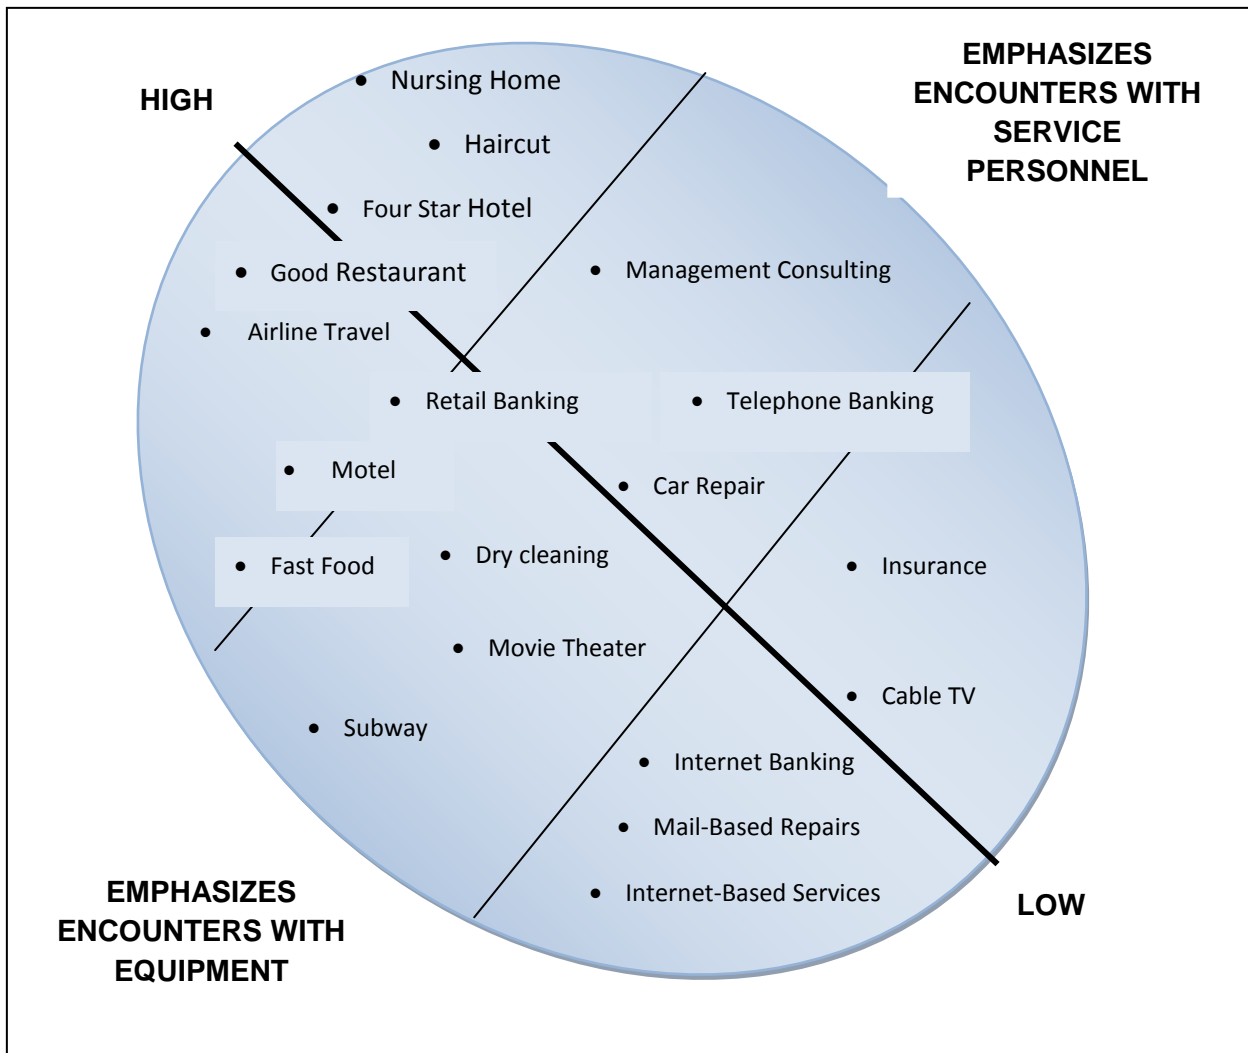 EMPHASIZES
ENCOUNTERS WITH
SERVICE
PERSONNEL
HIGH
• Nursing Home
• Haircut
• Four Star Hotel
• Good Restaurant
• Management Consulting
• Airline Travel
• Retail Banking
• Telephone Banking
• Motel
• Car Repair
• Dry cleaning
• Fast Food
• Insurance
• Movie Theater
• Cable TV
• Subway
• Internet Banking
• Mail-Based Repairs
• Internet-Based Services
LOW
EMPHASIZES
ENCOUNTERS WITH
EQUIPMENT